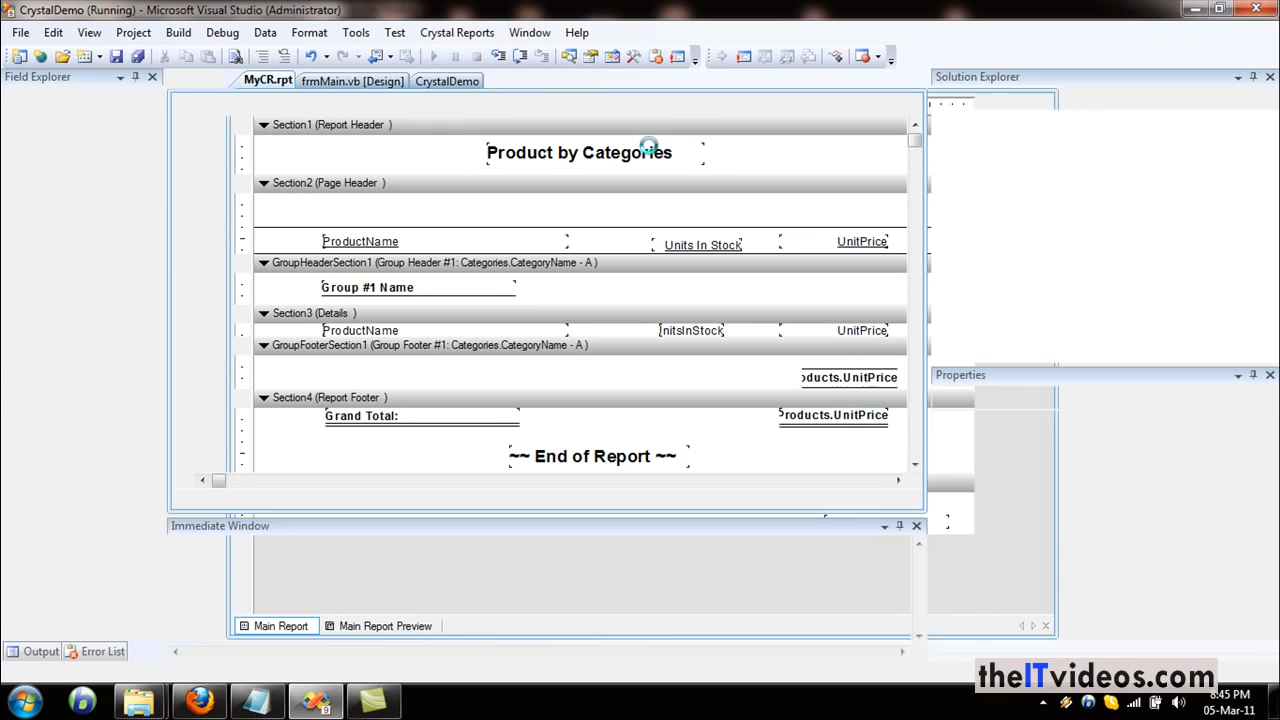 CrystalDemo (Running) - Microsoft Visual Studio (Administrator)
File Edit View Project Build Debug Data Format Tools Test Crystal Reports Window Help
Field Explorer
MyCR.rpt frmMain.vb [Design] CrystalDemo
Solution Explorer
Section1 (Report Header )
Product by Categories
Section2 (Page Header )
ProductName Units In Stock UnitPrice
GroupHeaderSection1 (Group Header #1: Categories.CategoryName - A )
Group #1 Name
Section3 (Details )
ProductName nitsInStock UnitPrice
GroupFooterSection1 (Group Footer #1: Categories.CategoryName - A )
Properties
oducts.UnitPrice
Section4 (Report Footer )
Grand Total: roducts.UnitPrice
~~ End of Report ~~
Immediate Window
Main Report Main Report Preview
Output Error List
theITvideos.com
8:45 PM
05-Mar-11